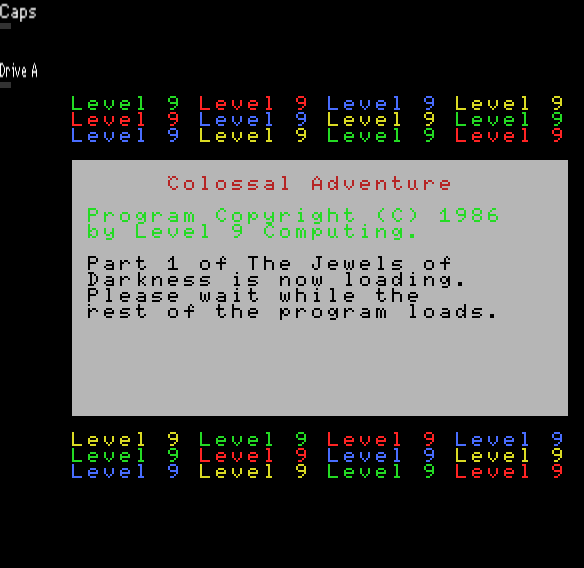 Caps
Drive A
Level 9 Level 9 Level 9 Level 9
Level 9 Level 9 Level 9 Level 9
Level 9 Level 9 Level 9 Level 9
Colossal Adventure
Program Copyright (C) 1986
by Level 9 Computing.
Part 1 of The Jewels of
Darkness is now loading.
Please wait while the
rest of the program loads.
Level 9 Level 9 Level 9 Level 9
Level 9 Level 9 Level 9 Level 9
Level 9 Level 9 Level 9 Level 9